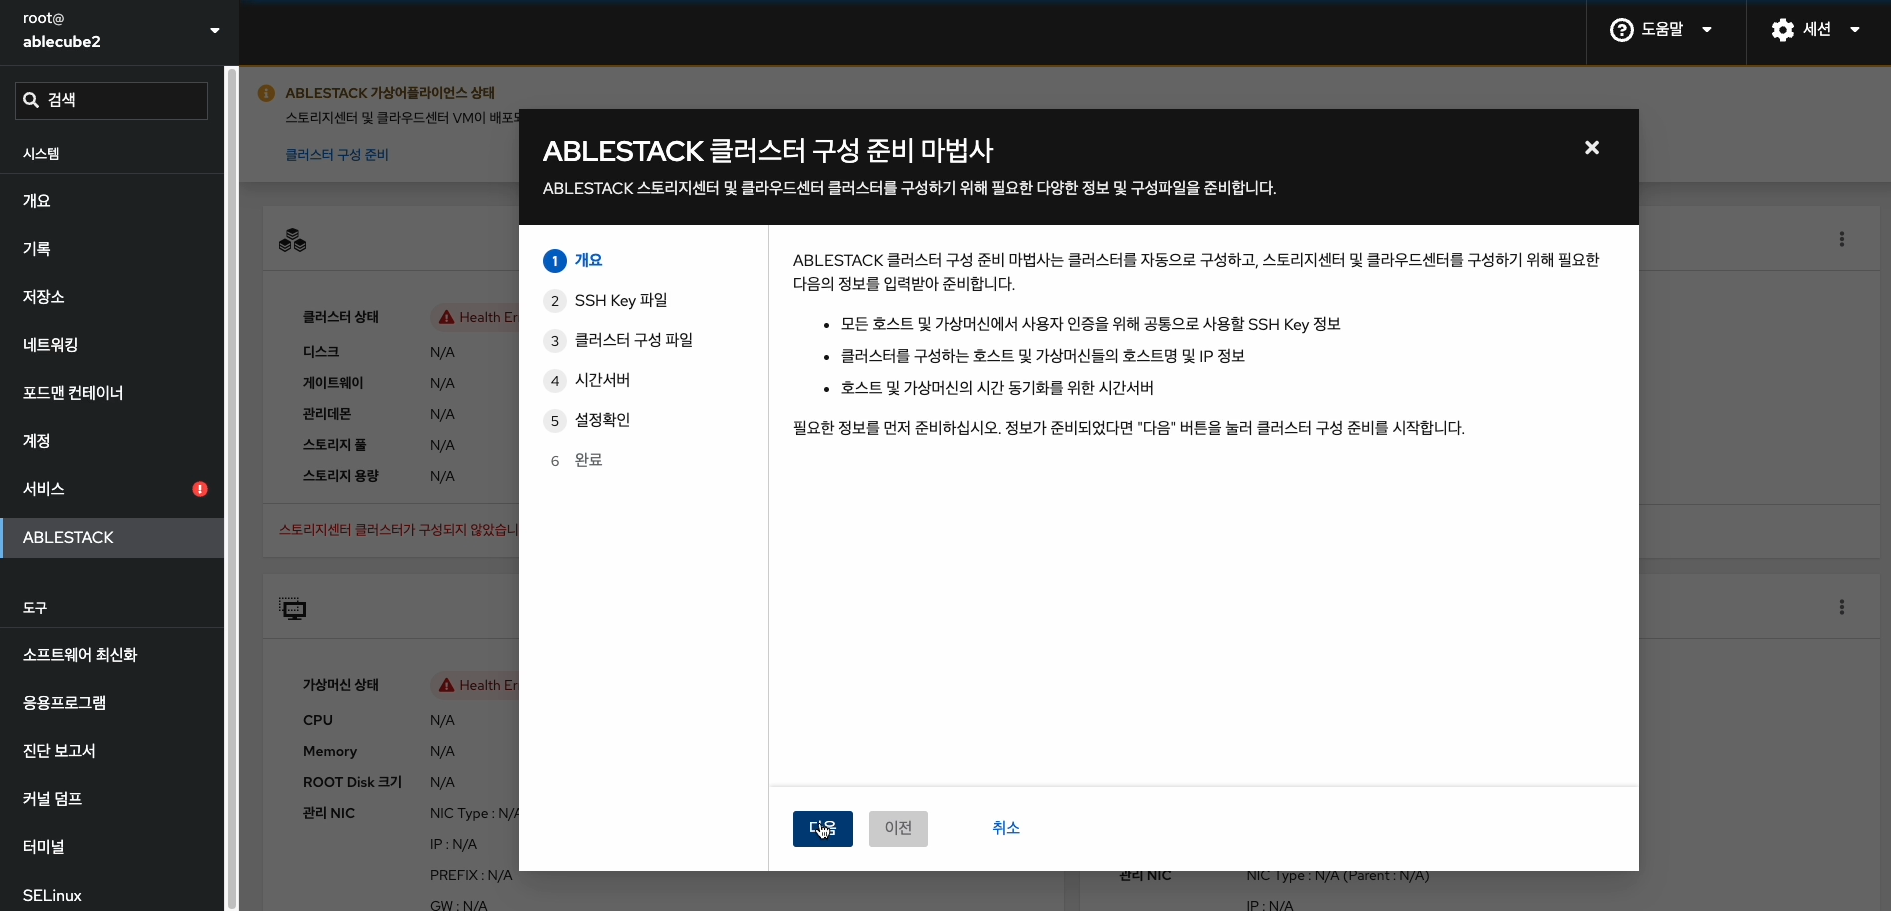 root@
ablecube2
도움말
세션
검색
시스템
개요
기록
저장소
네트워킹
포드맨 컨테이너
계정
서비스
ABLESTACK
도구
소프트웨어 최신화
응용프로그램
진단 보고서
커널 덤프
터미널
SELinux
ABLESTACK 가상어플라이언스 상태
스토리지센터 및 클라우드센터 VM이
클러스터 구성 준비
클러스터 상태
Health
디스크 N/A
게이트웨이 N/A
관리데몬 N/A
스토리지 풀 N/A
스토리지 용량 N/A
스토리지센터 클러스터가 구성되지
가상머신 상태
Health
CPU N/A
Memory N/A
ROOT Disk 크기 N/A
관리 NIC NIC Type : N/A
IP : N/A
PREFIX : N/A
GW : N/A
ABLESTACK 클러스터 구성 준비 마법사
ABLESTACK 스토리지센터 및 클라우드센터 클러스터를 구성하기 위해 필요한 다양한 정보 및 구성파일을 준비합니다.
1 개요
2 SSH Key 파일
3 클러스터 구성 파일
4 시간서버
5 설정확인
6 완료
ABLESTACK 클러스터 구성 준비 마법사는 클러스터를 자동으로 구성하고, 스토리지센터 및 클라우드센터를 구성하기 위해 필요한
다음의 정보를 입력받아 준비합니다.
• 모든 호스트 및 가상머신에서 사용자 인증을 위해 공통으로 사용할 SSH Key 정보
• 클러스터를 구성하는 호스트 및 가상머신들의 호스트명 및 IP 정보
• 호스트 및 가상머신의 시간 동기화를 위한 시간서버
필요한 정보를 먼저 준비하십시오. 정보가 준비되었다면 "다음" 버튼을 눌러 클러스터 구성 준비를 시작합니다.
다음
이전
취소
관리 NIC NIC Type : N/A (Parent : N/A)
IP : N/A